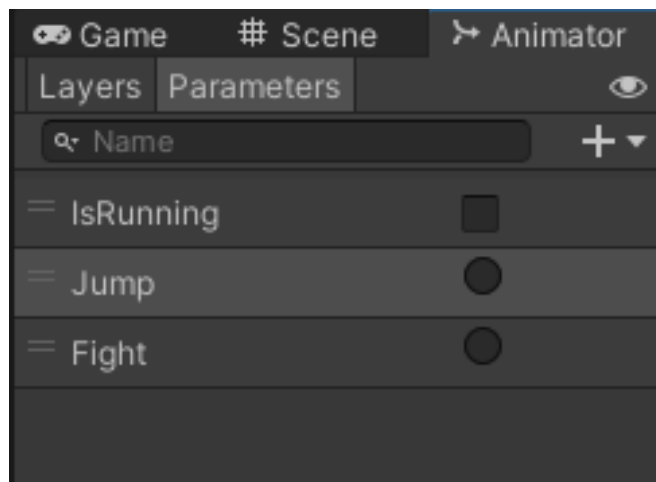 Game # Scene Animator
Layers Parameters
Name
IsRunning
Jump
Fight